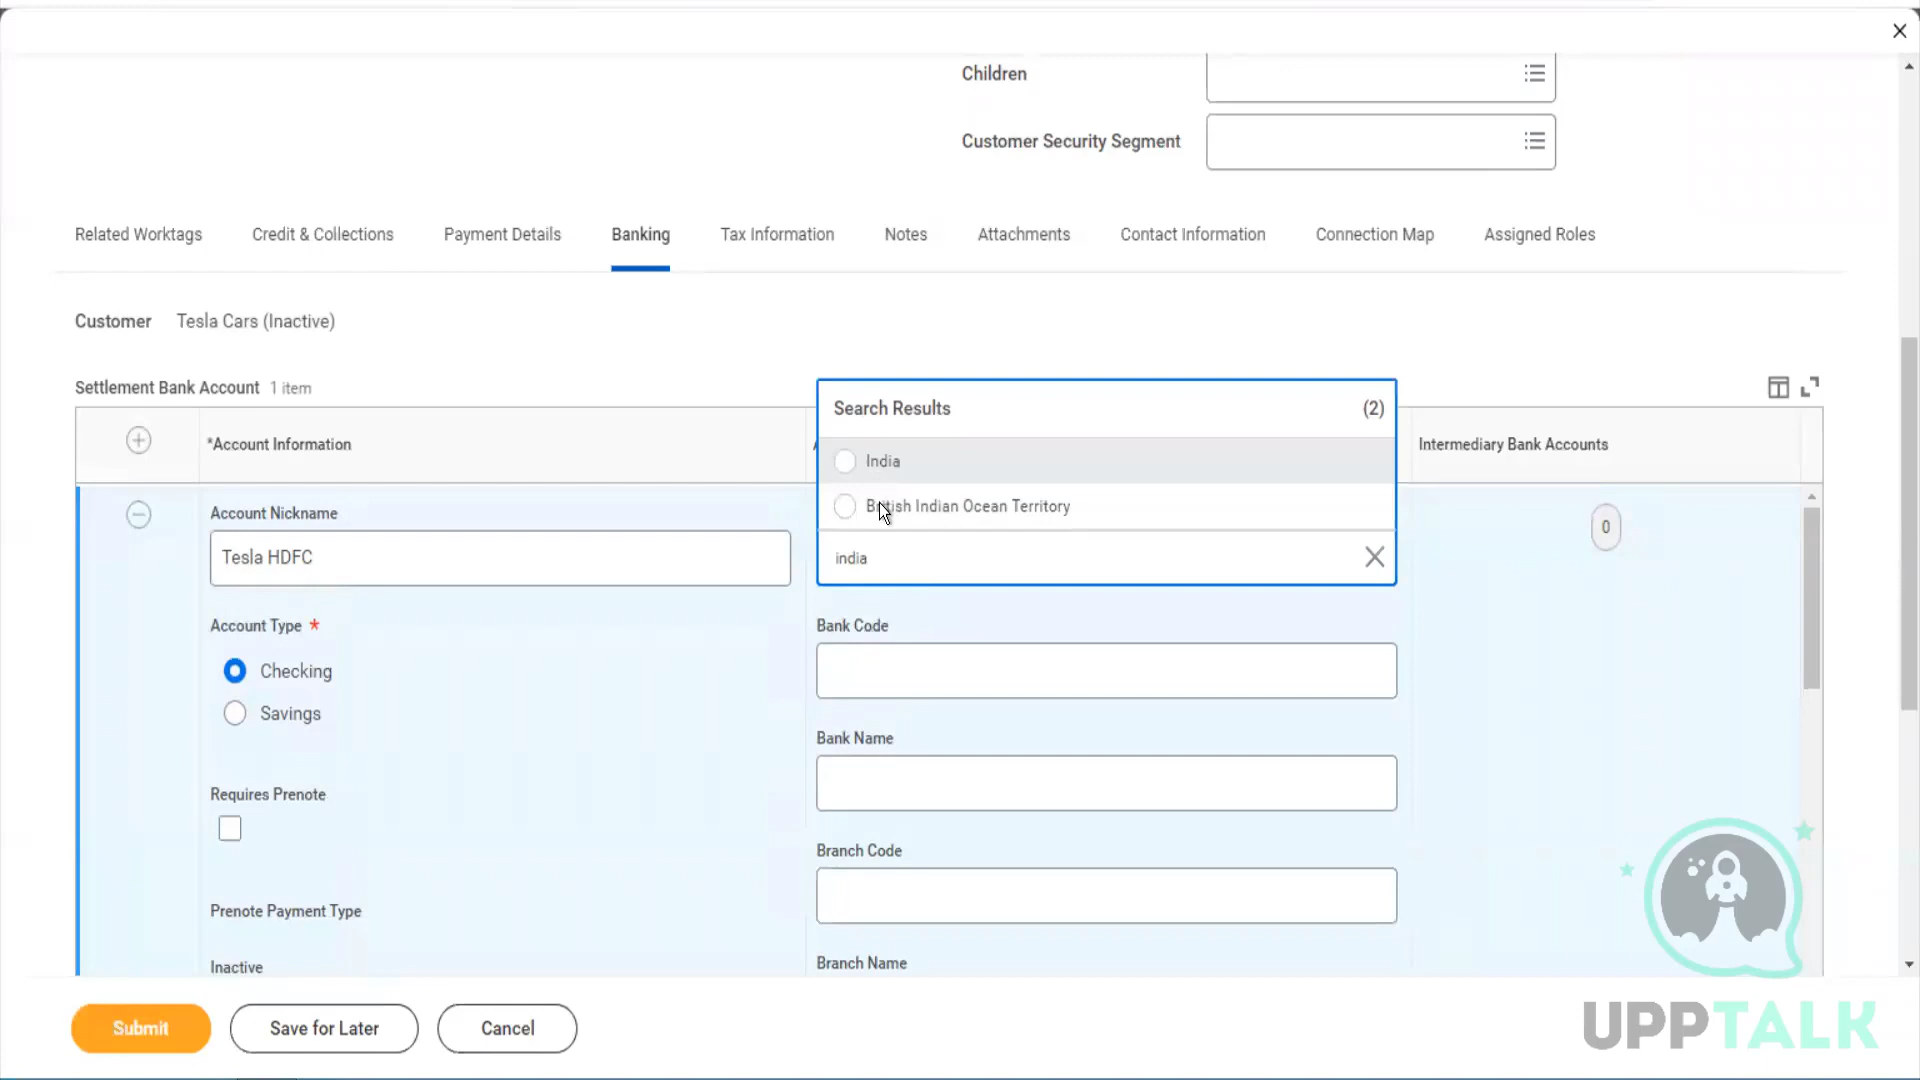 Children
Customer Security Segment
Related Worktags Credit & Collections Payment Details Banking Tax Information Notes Attachments Contact Information Connection Map Assigned Roles
Customer Tesla Cars (Inactive)
Settlement Bank Account 1 item
*Account Information
Search Results (2)
Intermediary Bank Accounts
India
British Indian Ocean Territory
india
Account Nickname
Tesla HDFC
0
Account Type *
Checking
Savings
Bank Code
Bank Name
Requires Prenote
Branch Code
Prenote Payment Type
Inactive
Branch Name
Submit Save for Later Cancel
UPPTALK